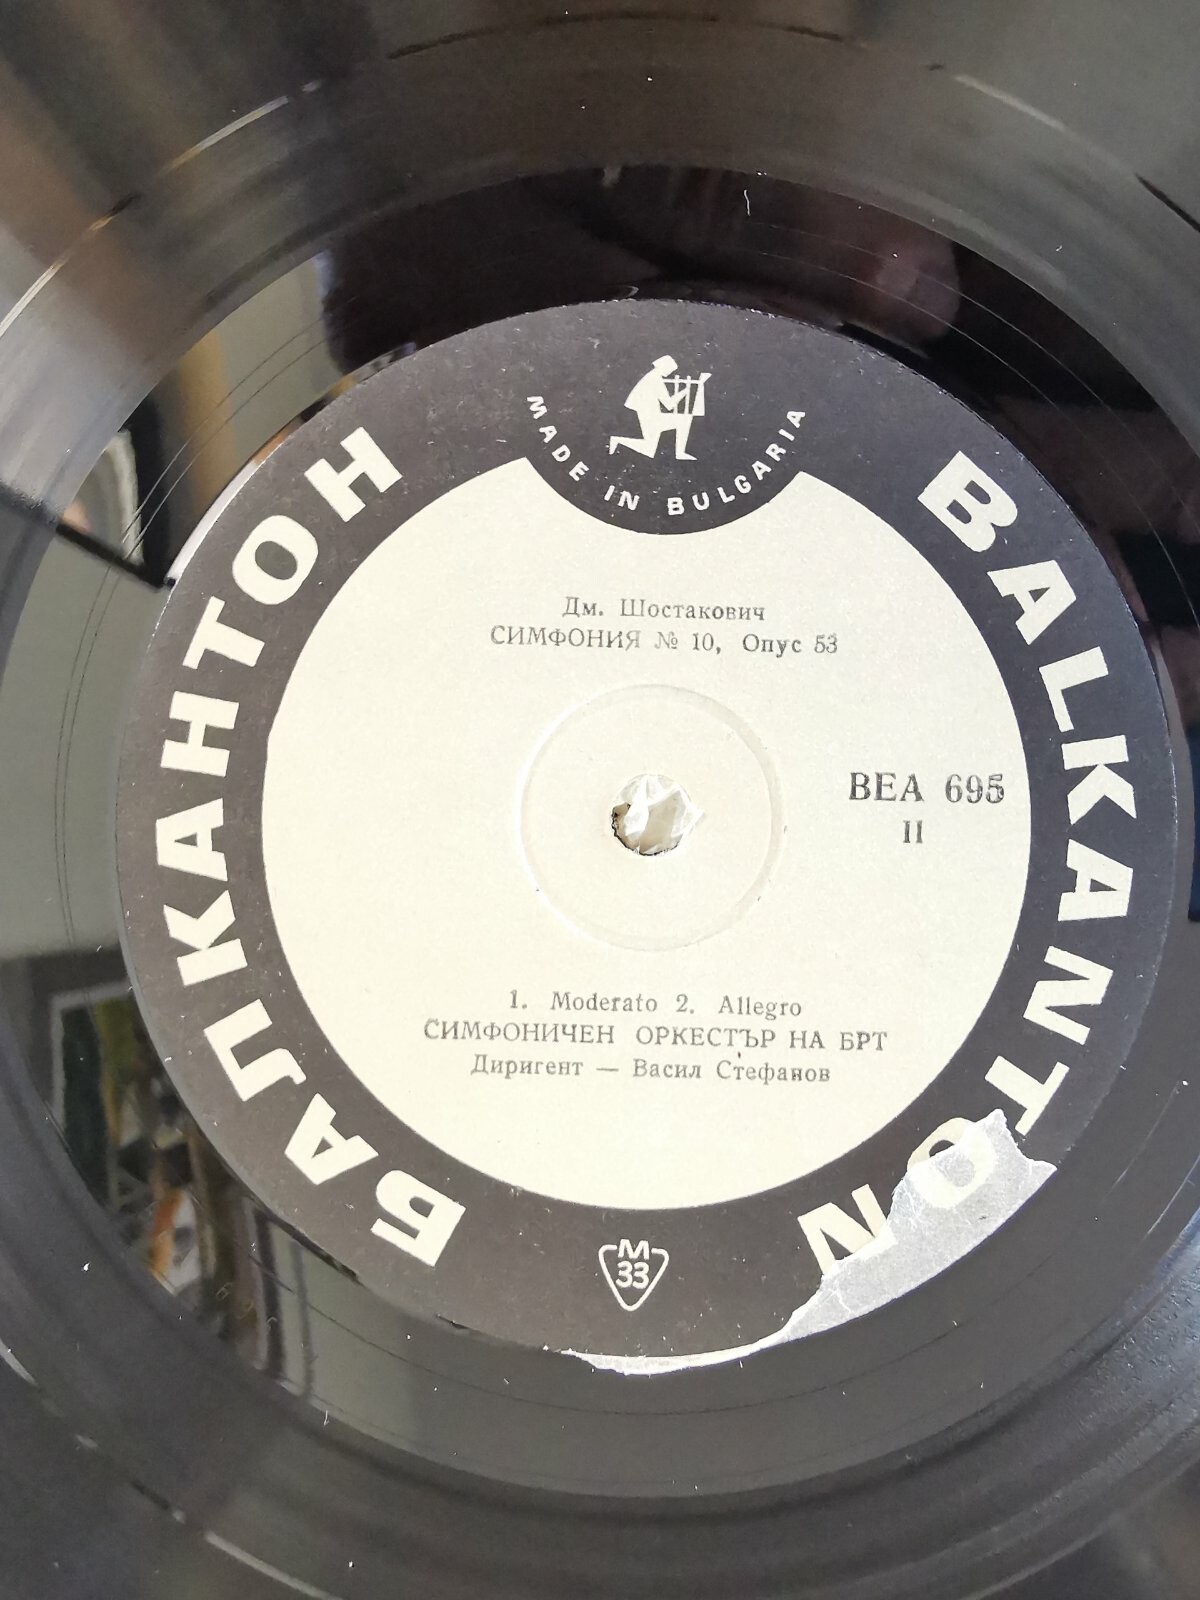 MADE IN BULGARIA
БАЛКАНТОН
BALKANTON
Дм. Шостакович
СИМФОНИЯ № 10, Опус 53
ВЕА 695
II
1. Moderato 2. Allegro
СИМФОНИЧЕН ОРКЕСТЪР НА БРТ
Диригент — Васил Стефанов
M
33